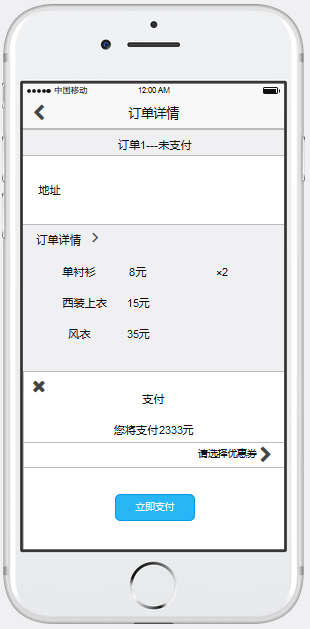 中国移动 12:00 AM
订单详情
订单1---未支付
地址
订单详情
单衬衫 8元 ×2
西装上衣 15元
风衣 35元
支付
您将支付2333元
请选择优惠券
立即支付